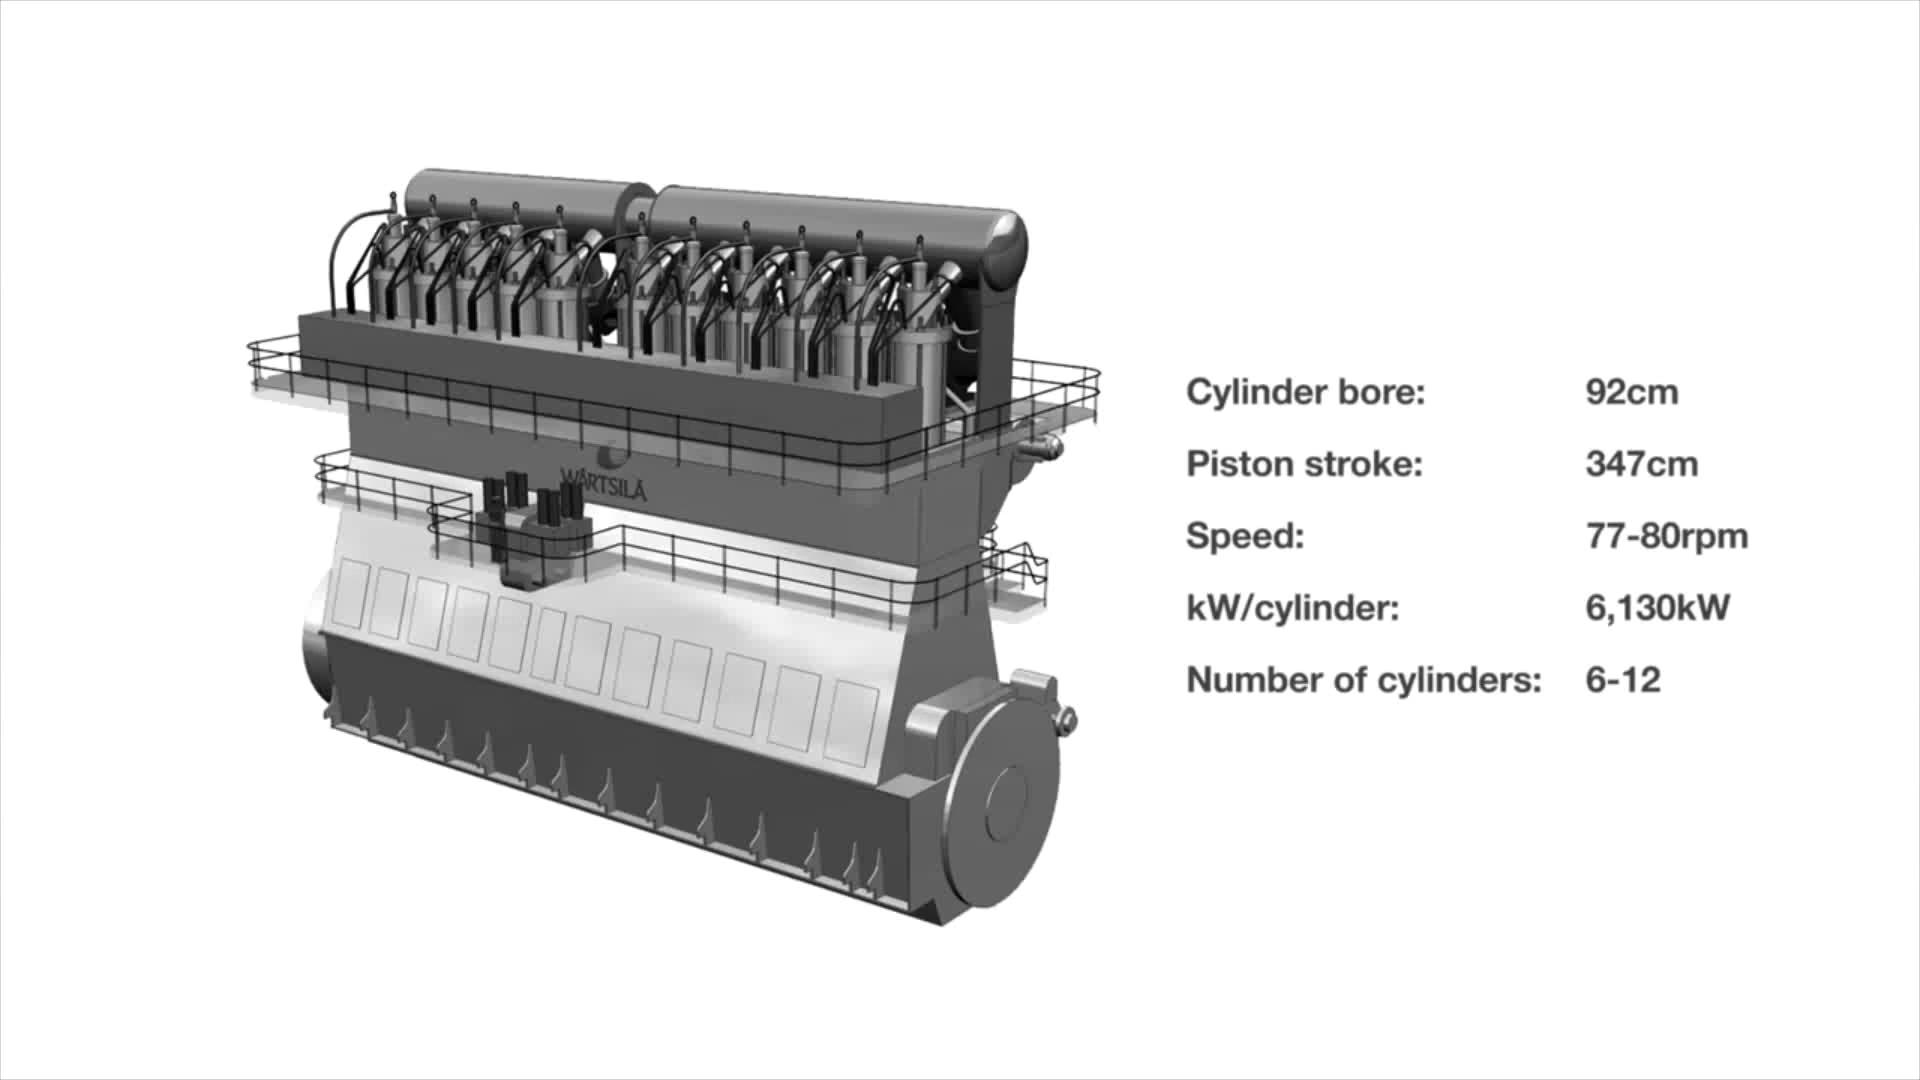 WÄRTSILÄ
Cylinder bore: 92cm
Piston stroke: 347cm
Speed: 77-80rpm
kW/cylinder: 6,130kW
Number of cylinders: 6-12